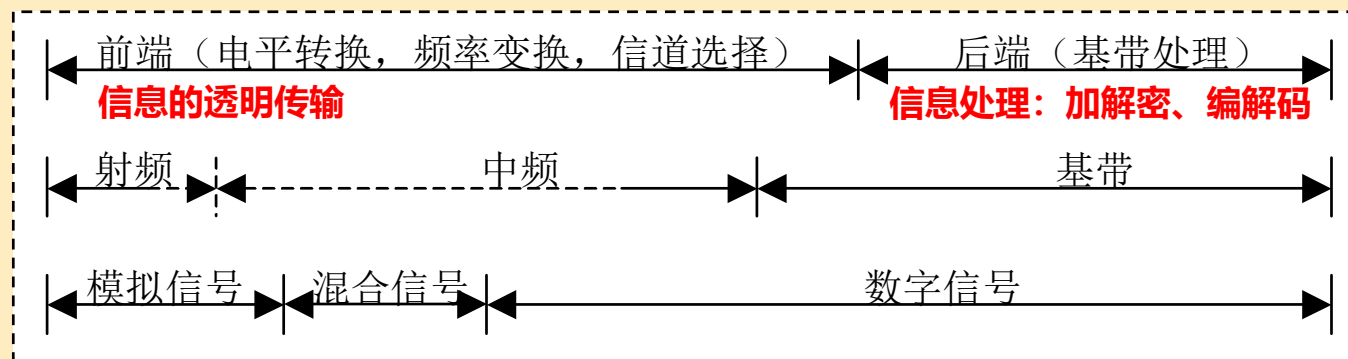 前端（电平转换，频率变换，信道选择） 后端（基带处理）
信息的透明传输 信息处理：加解密、编解码
射频 中频 基带
模拟信号 混合信号 数字信号